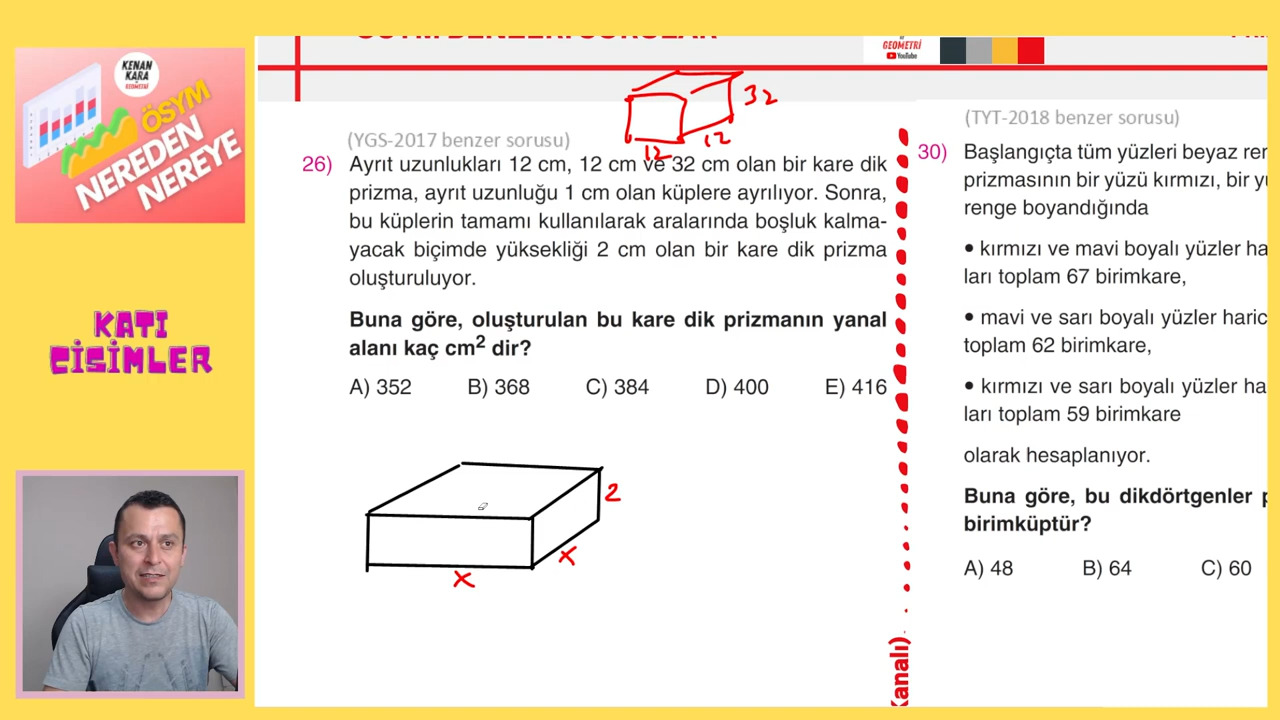 KENAN
KARA
GEOMETRİ
ÖSYM
NEREDEN
NEREYE
KATI
CİSİMLER
GEOMETRİ
YouTube
32
12
12
(YGS-2017 benzer sorusu)
26) Ayrıt uzunlukları 12 cm, 12 cm ve 32 cm olan bir kare dik
prizma, ayrıt uzunluğu 1 cm olan küplere ayrılıyor. Sonra,
bu küplerin tamamı kullanılarak aralarında boşluk kalma-
yacak biçimde yüksekliği 2 cm olan bir kare dik prizma
oluşturuluyor.
Buna göre, oluşturulan bu kare dik prizmanın yanal
alanı kaç cm² dir?
A) 352 B) 368 C) 384 D) 400 E) 416
2
x
x
(TYT-2018 benzer sorusu)
30) Başlangıçta tüm yüzleri beyaz ren
prizmasının bir yüzü kırmızı, bir yü
renge boyandığında
• kırmızı ve mavi boyalı yüzler ha
ları toplam 67 birimkare,
• mavi ve sarı boyalı yüzler haric
toplam 62 birimkare,
• kırmızı ve sarı boyalı yüzler ha
ları toplam 59 birimkare
olarak hesaplanıyor.
Buna göre, bu dikdörtgenler p
birimküptür?
A) 48 B) 64 C) 60
kanalı)